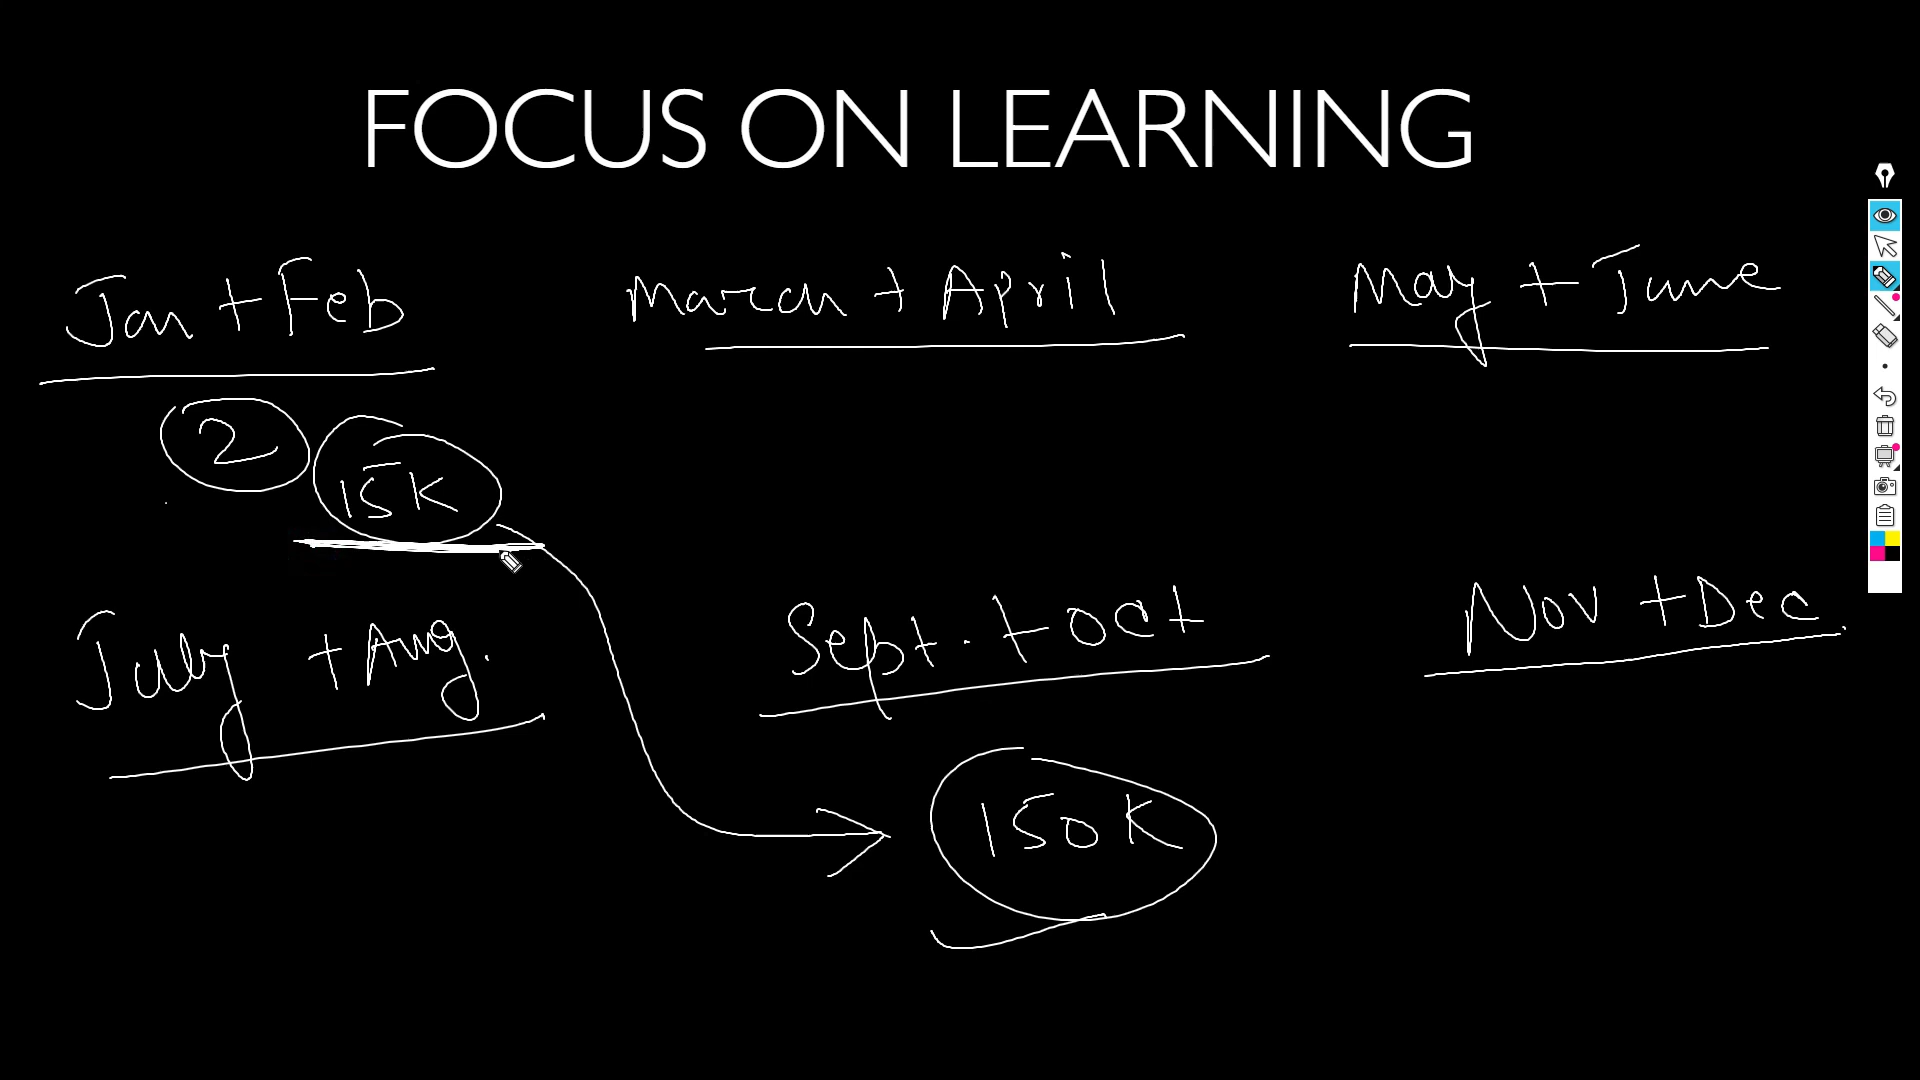 FOCUS ON LEARNING
Jan + Feb
March + April
May + June
2
15K
July + Aug.
Sept. + Oct
Nov + Dec.
150K